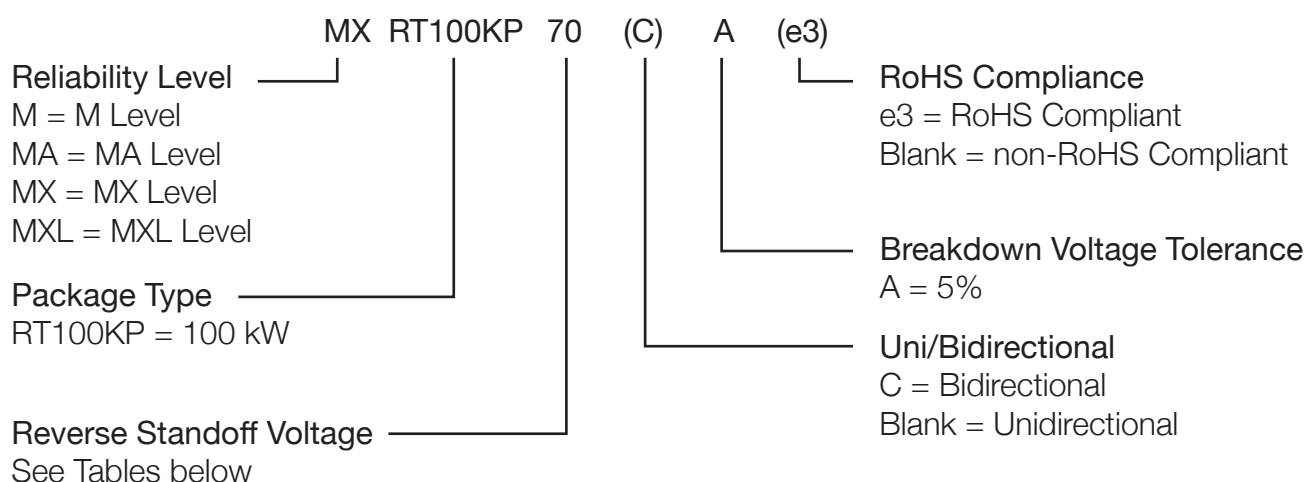 MX RT100KP 70 (C) A (e3)
Reliability Level
M = M Level
MA = MA Level
MX = MX Level
MXL = MXL Level
Package Type
RT100KP = 100 kW
Reverse Standoff Voltage
See Tables below
RoHS Compliance
e3 = RoHS Compliant
Blank = non-RoHS Compliant
Breakdown Voltage Tolerance
A = 5%
Uni/Bidirectional
C = Bidirectional
Blank = Unidirectional